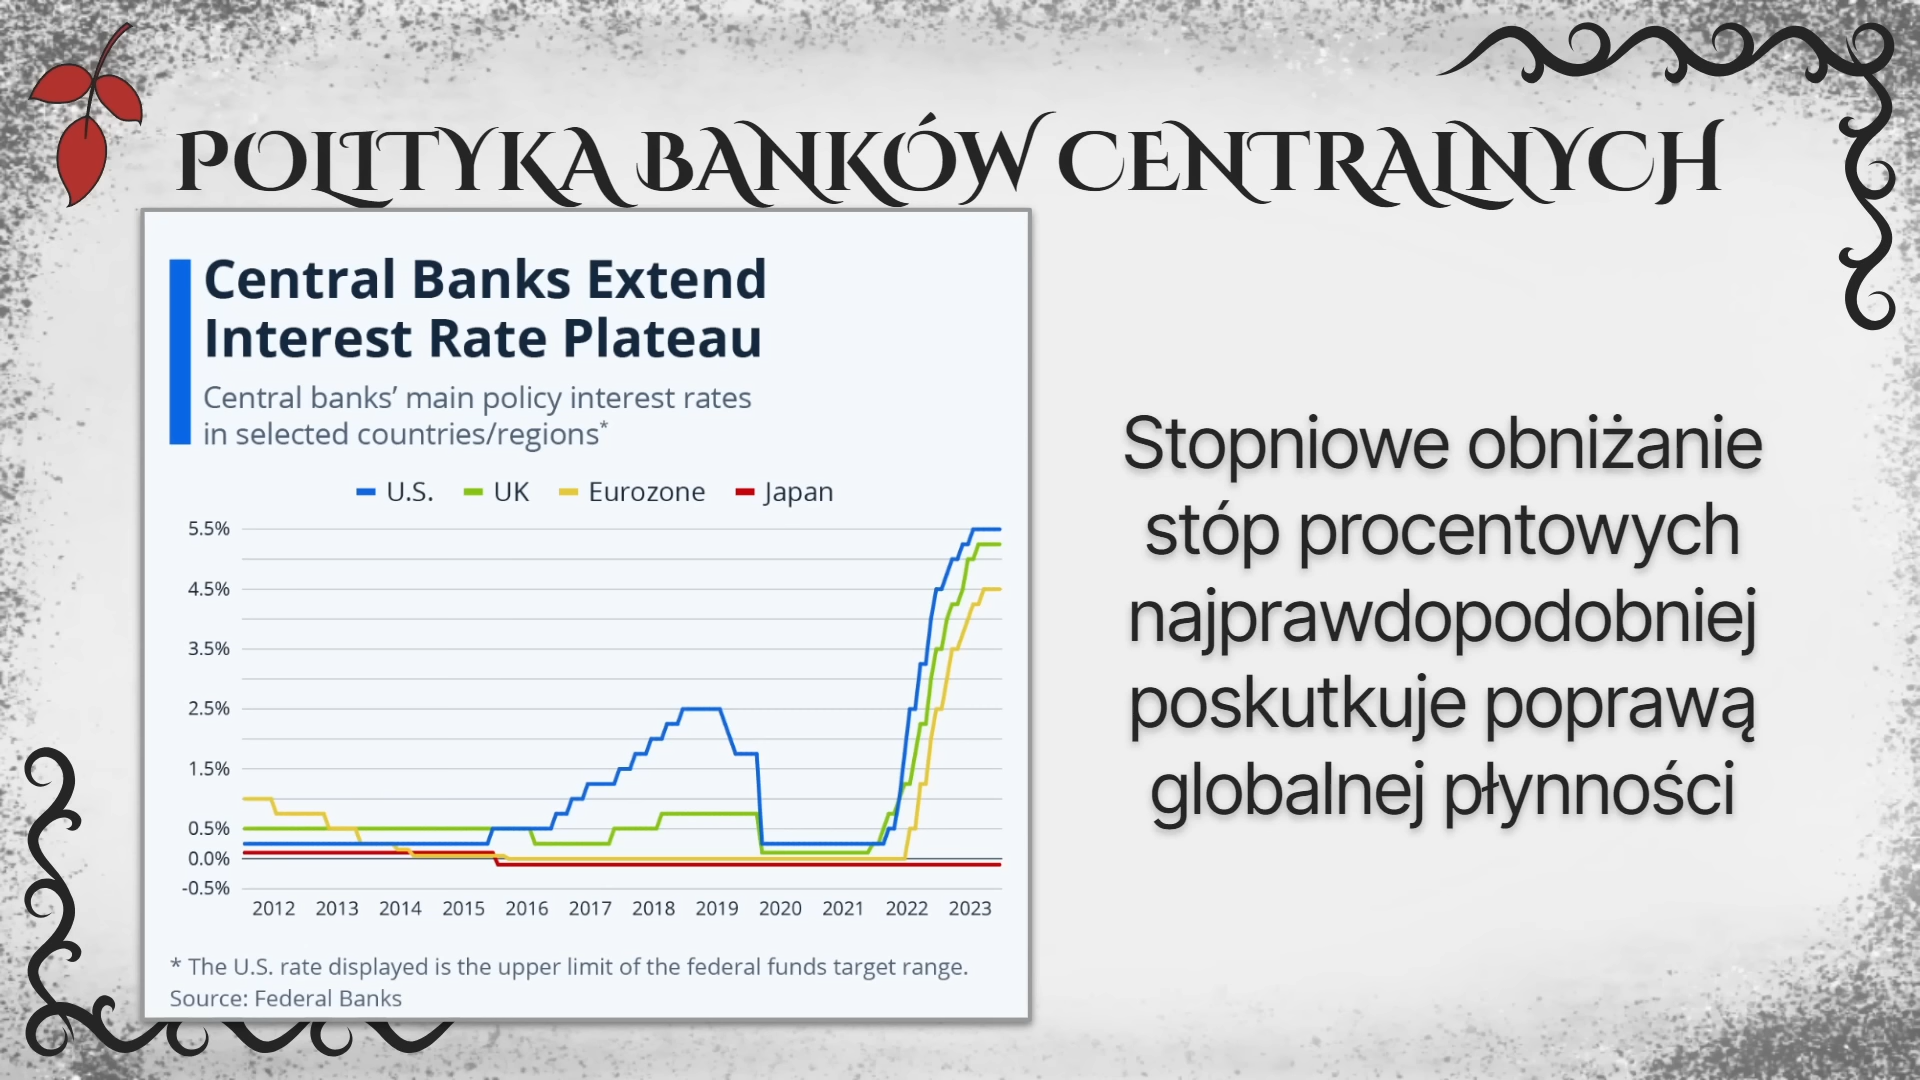 POLITYKA BANKÓW CENTRALNYCH
Central Banks Extend
Interest Rate Plateau
Central banks’ main policy interest rates
in selected countries/regions*
U.S. UK Eurozone Japan
5.5%
4.5%
3.5%
2.5%
1.5%
0.5%
0.0%
-0.5%
2012 2013 2014 2015 2016 2017 2018 2019 2020 2021 2022 2023
* The U.S. rate displayed is the upper limit of the federal funds target range.
Source: Federal Banks
Stopniowe obniżanie
stóp procentowych
najprawdopodobniej
poskutkuje poprawą
globalnej płynności